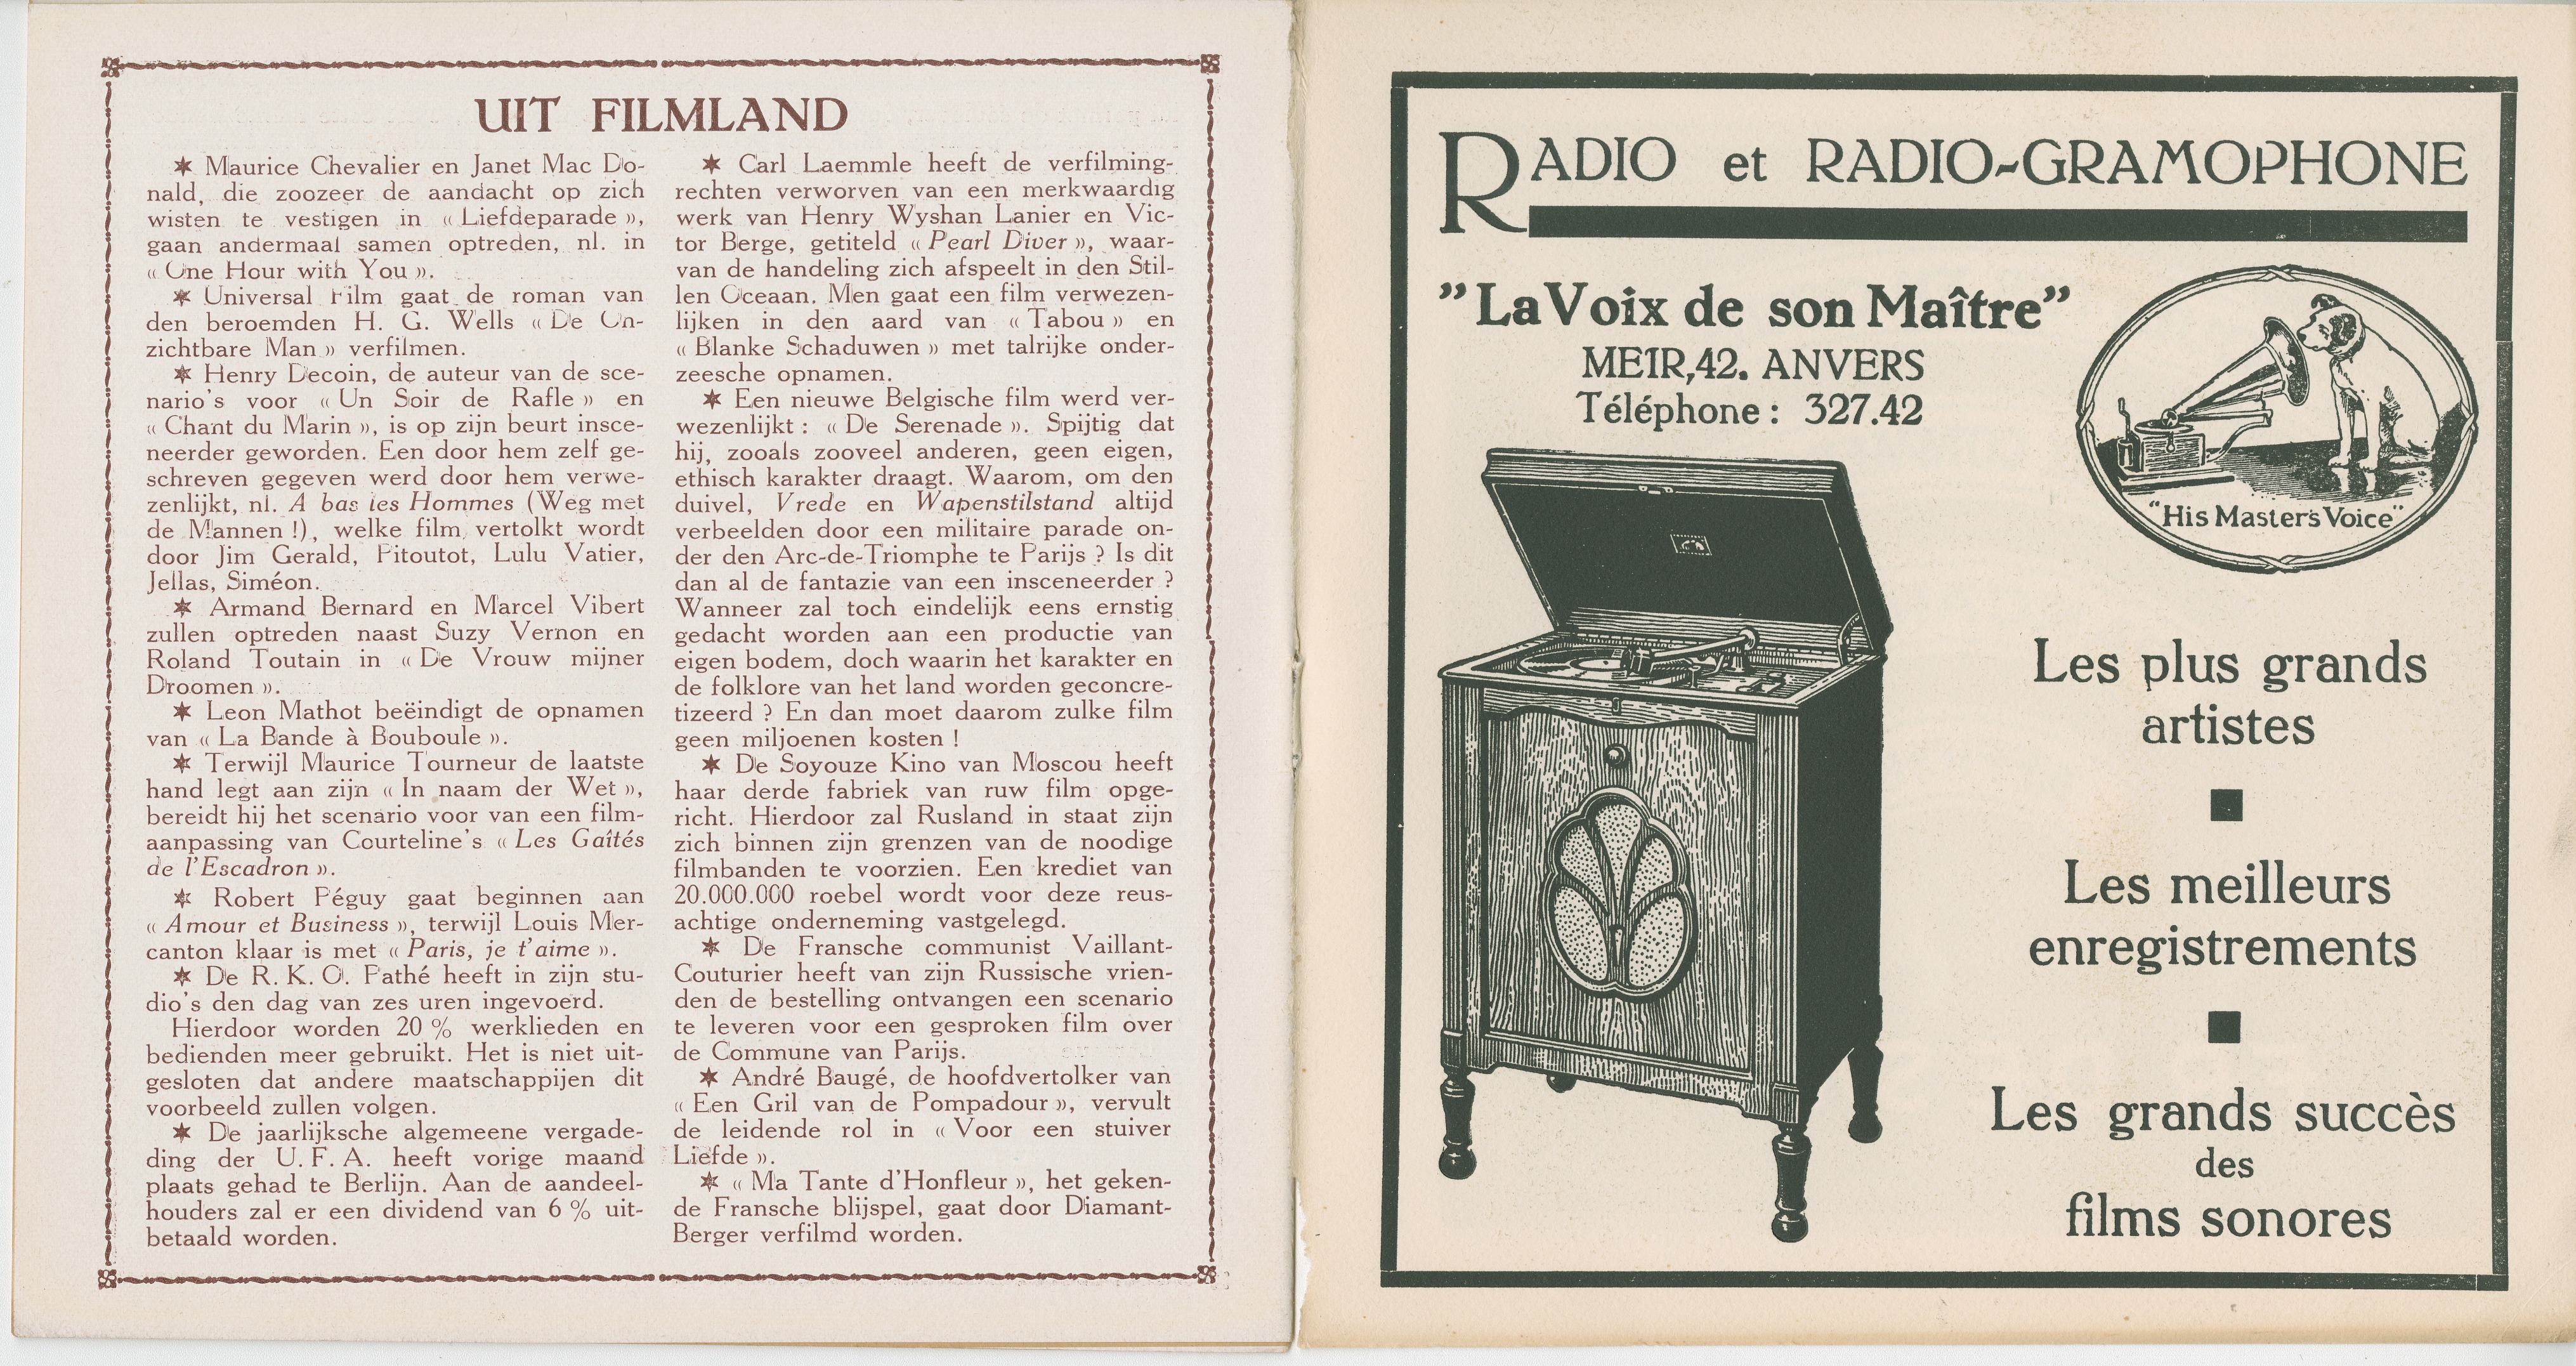 UIT FILMLAND
✶ Maurice Chevalier en Janet Mac Do-
nald, die zoozeer de aandacht op zich
wisten te vestigen in « Liefdeparade »,
gaan andermaal samen optreden, nl. in
« One Hour with You ».
✶ Universal Film gaat de roman van
den beroemden H. G. Wells « De On-
zichtbare Man » verfilmen.
✶ Henry Decoin, de auteur van de sce-
nario's voor « Un Soir de Rafle » en
« Chant du Marin », is op zijn beurt insce-
neerder geworden. Een door hem zelf ge-
schreven gegeven werd door hem verwe-
zenlijkt, nl. A bas les Hommes (Weg met
de Mannen !), welke film vertolkt wordt
door Jim Gerald, Pitoutot, Lulu Vatier,
Jellas, Siméon.
✶ Armand Bernard en Marcel Vibert
zullen optreden naast Suzy Vernon en
Roland Toutain in « De Vrouw mijner
Droomen ».
✶ Leon Mathot beëindigt de opnamen
van « La Bande à Bouboule ».
✶ Terwijl Maurice Tourneur de laatste
hand legt aan zijn « In naam der Wet »,
bereidt hij het scenario voor van een film-
aanpassing van Courteline's « Les Gaîtés
de l'Escadron ».
✶ Robert Péguy gaat beginnen aan
« Amour et Business », terwijl Louis Mer-
canton klaar is met « Paris, je t'aime ».
✶ De R. K. O. Pathé heeft in zijn stu-
dio's den dag van zes uren ingevoerd.
Hierdoor worden 20 % werklieden en
bedienden meer gebruikt. Het is niet uit-
gesloten dat andere maatschappijen dit
voorbeeld zullen volgen.
✶ De jaarlijksche algemeene vergade-
ding der U. F. A. heeft vorige maand
plaats gehad te Berlijn. Aan de aandeel-
houders zal er een dividend van 6 % uit-
betaald worden.
✶ Carl Laemmle heeft de verfilming-
rechten verworven van een merkwaardig
werk van Henry Wyshan Lanier en Vic-
tor Berge, getiteld « Pearl Diver », waar-
van de handeling zich afspeelt in den Stil-
len Oceaan. Men gaat een film verwezen-
lijken in den aard van « Tabou » en
« Blanke Schaduwen » met talrijke onder-
zeesche opnamen.
✶ Een nieuwe Belgische film werd ver-
wezenlijkt : « De Serenade ». Spijtig dat
hij, zooals zooveel anderen, geen eigen,
ethisch karakter draagt. Waarom, om den
duivel, Vrede en Wapenstilstand altijd
verbeelden door een militaire parade on-
der den Arc-de-Triomphe te Parijs ? Is dit
dan al de fantazie van een insceneerder ?
Wanneer zal toch eindelijk eens ernstig
gedacht worden aan een productie van
eigen bodem, doch waarin het karakter en
de folklore van het land worden geconcre-
tizeerd ? En dan moet daarom zulke film
geen miljoenen kosten !
✶ De Soyouze Kino van Moscou heeft
haar derde fabriek van ruw film opge-
richt. Hierdoor zal Rusland in staat zijn
zich binnen zijn grenzen van de noodige
filmbanden te voorzien. Een krediet van
20.000.000 roebel wordt voor deze reus-
achtige onderneming vastgelegd.
✶ De Fransche communist Vaillant-
Couturier heeft van zijn Russische vrien-
den de bestelling ontvangen een scenario
te leveren voor een gesproken film over
de Commune van Parijs.
✶ André Baugé, de hoofdvertolker van
« Een Gril van de Pompadour », vervult
de leidende rol in « Voor een stuiver
Liefde ».
✶ « Ma Tante d'Honfleur », het geken-
de Fransche blijspel, gaat door Diamant-
Berger verfilmd worden.
RADIO et RADIO-GRAMOPHONE
"La Voix de son Maître"
MEIR,42. ANVERS
Téléphone : 327.42
"His Master's Voice"
Les plus grands
artistes
Les meilleurs
enregistrements
Les grands succès
des
films sonores